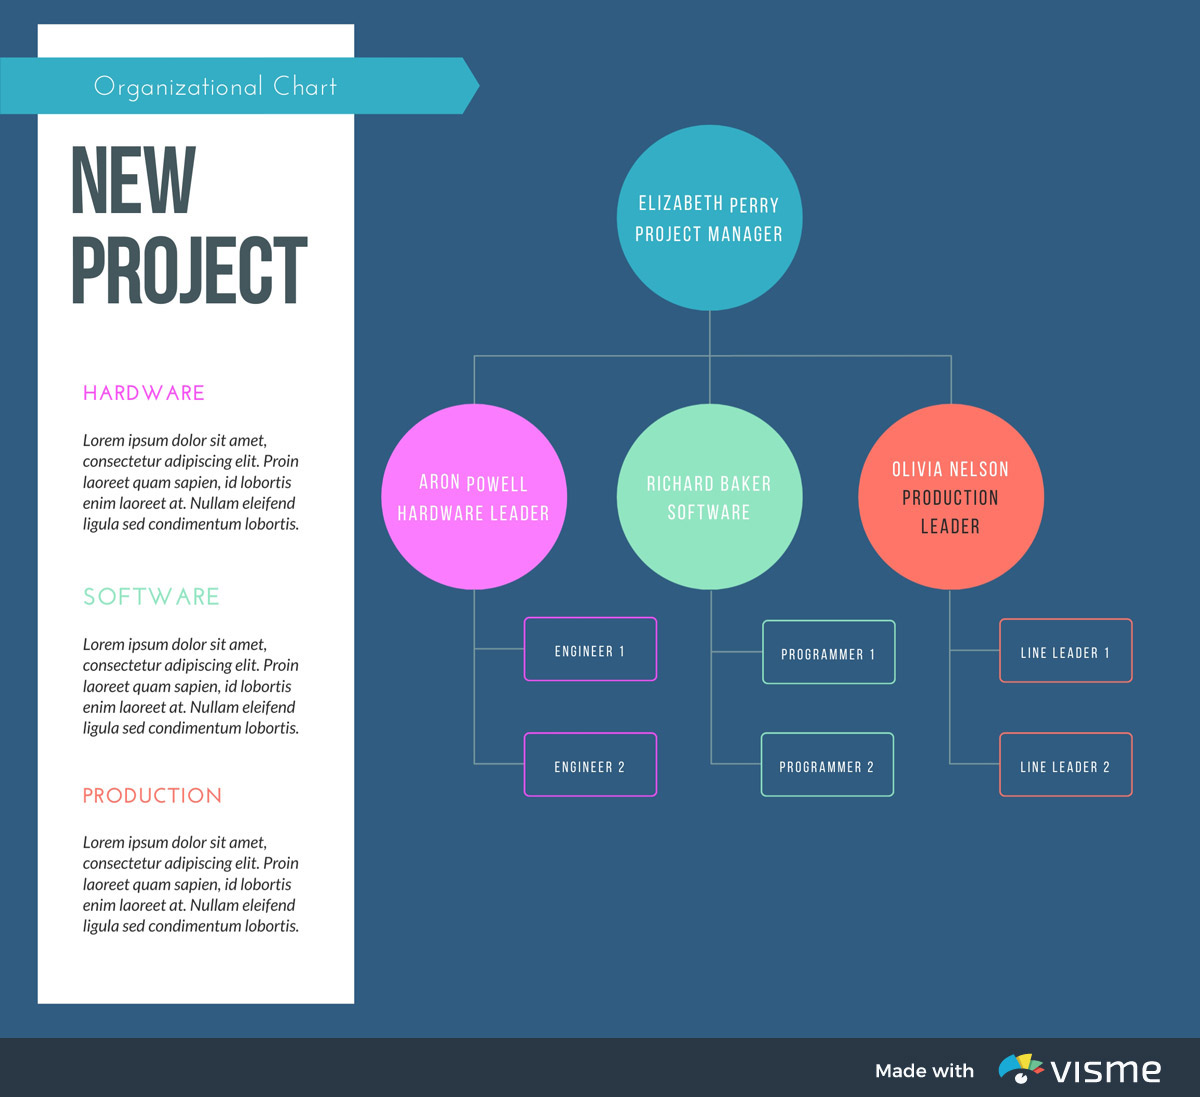 Organizational Chart
NEW
PROJECT
HARDWARE
Lorem ipsum dolor sit amet,
consectetur adipiscing elit. Proin
laoreet quam sapien, id lobortis
enim laoreet at. Nullam eleifend
ligula sed condimentum lobortis.
SOFTWARE
Lorem ipsum dolor sit amet,
consectetur adipiscing elit. Proin
laoreet quam sapien, id lobortis
enim laoreet at. Nullam eleifend
ligula sed condimentum lobortis.
PRODUCTION
Lorem ipsum dolor sit amet,
consectetur adipiscing elit. Proin
laoreet quam sapien, id lobortis
enim laoreet at. Nullam eleifend
ligula sed condimentum lobortis.
ELIZABETH PERRY
PROJECT MANAGER
ARON POWELL
HARDWARE LEADER
RICHARD BAKER
SOFTWARE
OLIVIA NELSON
PRODUCTION
LEADER
ENGINEER 1
ENGINEER 2
PROGRAMMER 1
PROGRAMMER 2
LINE LEADER 1
LINE LEADER 2
Made with visme